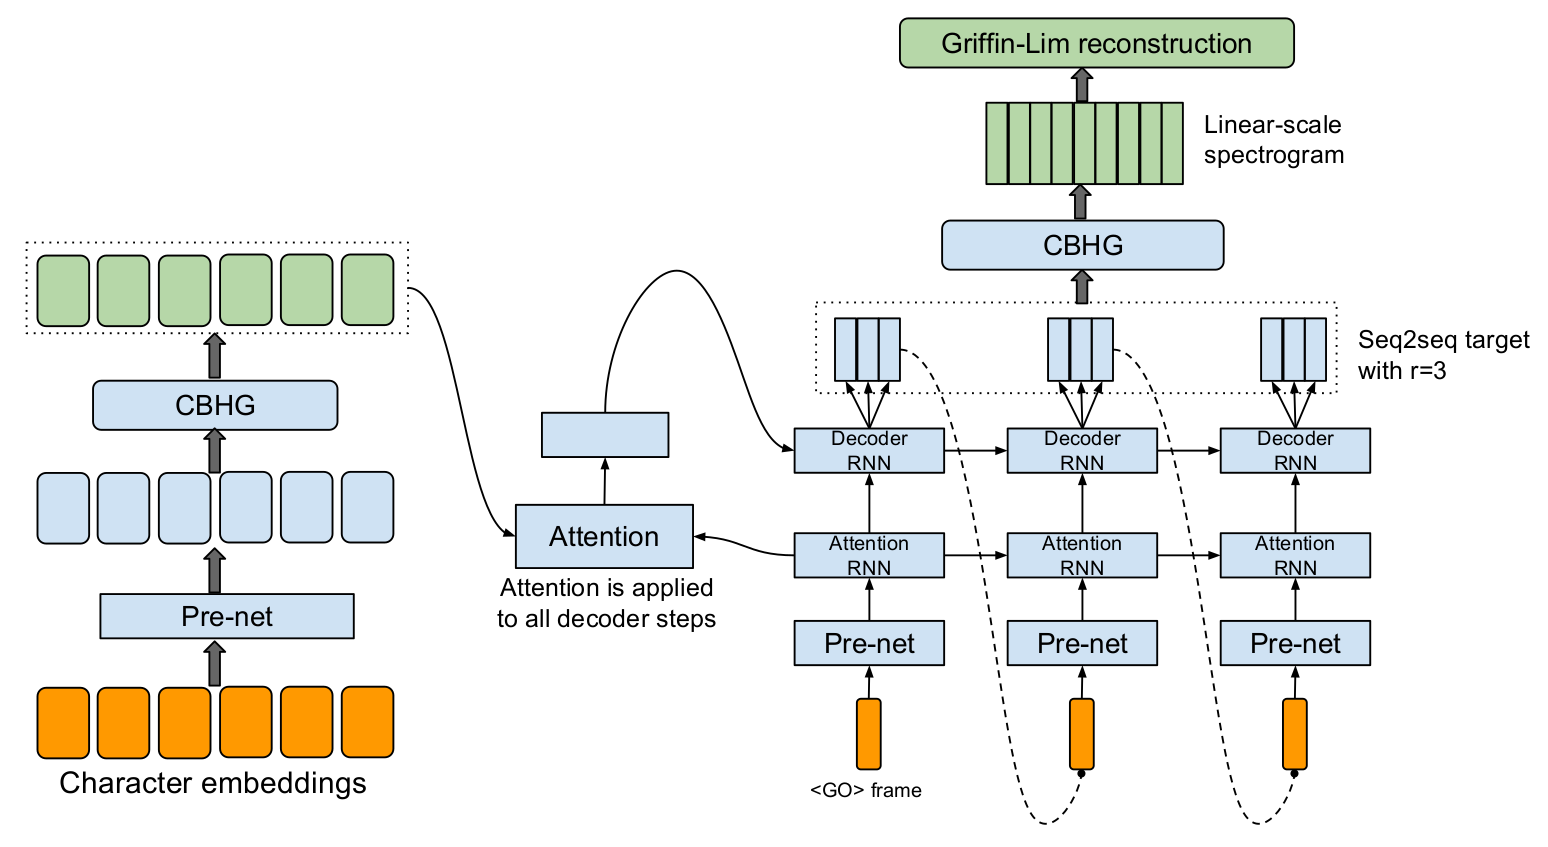 Griffin-Lim reconstruction
Linear-scale
spectrogram
CBHG
Seq2seq target
with r=3
CBHG
Decoder
RNN
Decoder
RNN
Decoder
RNN
Attention
Attention is applied
to all decoder steps
Attention
RNN
Attention
RNN
Attention
RNN
Pre-net
Pre-net
Pre-net
Pre-net
Character embeddings
<GO> frame